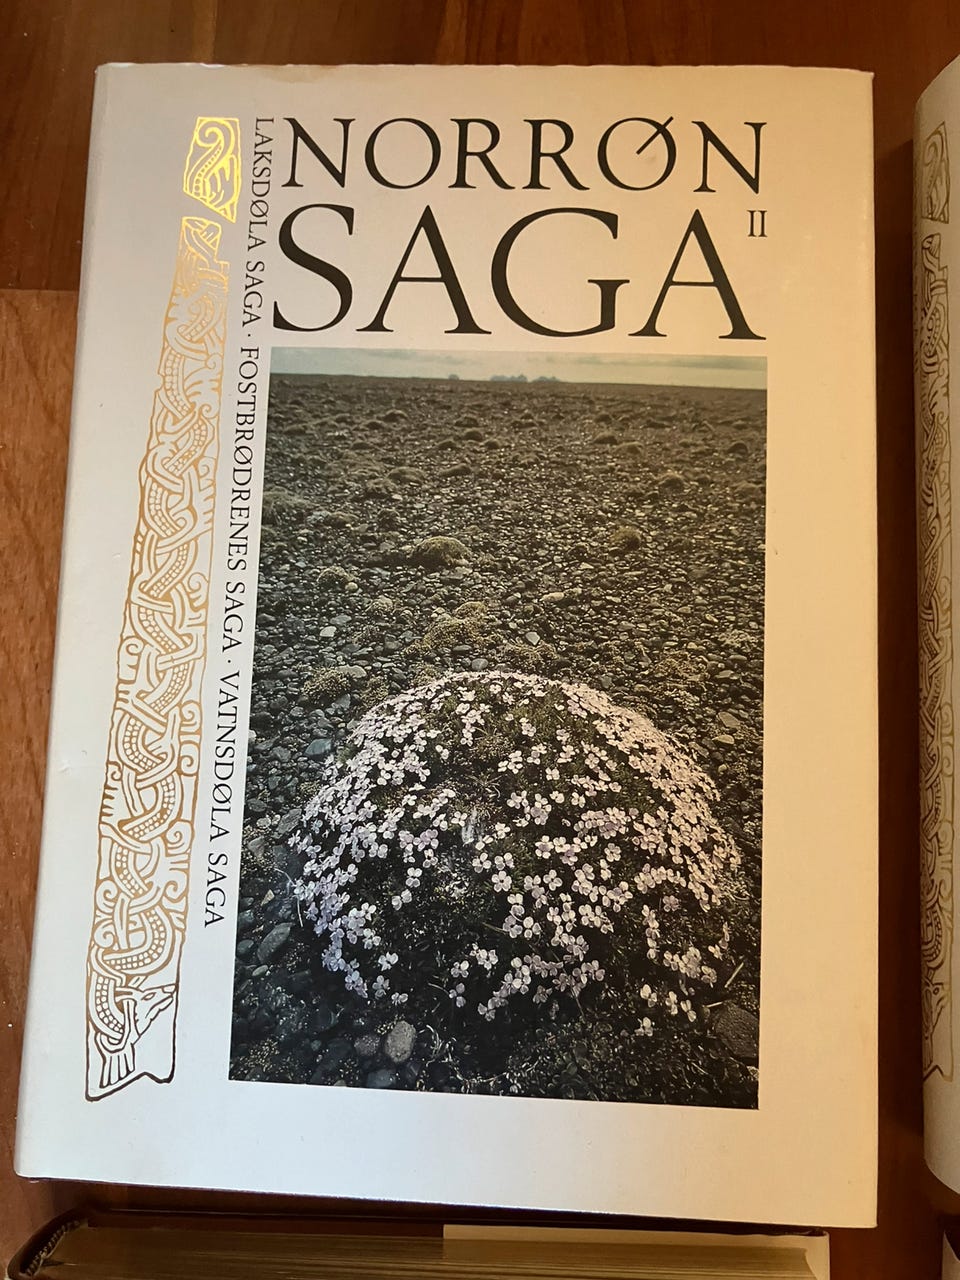 NORRØN
SAGA II
LAKSDØLA SAGA · FOSTBRØDRENES SAGA · VATNSDØLA SAGA